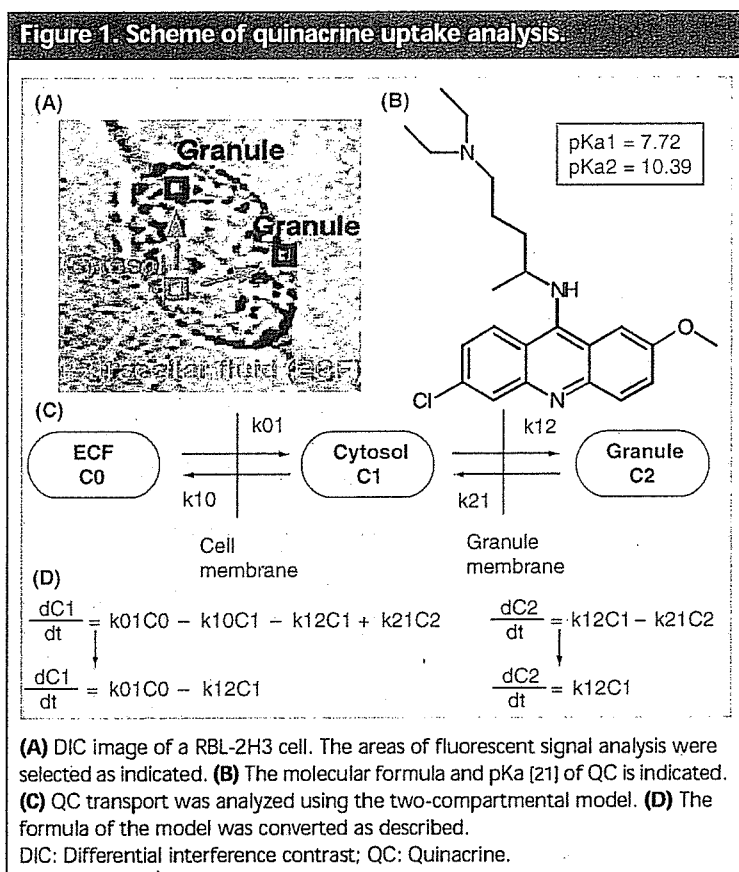 Figure 1. Scheme of quinacrine uptake analysis.
(A)
Granule
Granule
(B)
N
pKa1 = 7.72
pKa2 = 10.39
NH
O
Cl
N
(C)
ECF
C0
k01
k10
Cytosol
C1
k12
k21
Granule
C2
Cell
membrane
Granule
membrane
(D)
dC1
dt
= k01C0 − k10C1 − k12C1 + k21C2
dC2
dt
= k12C1 − k21C2
dC1
dt
= k01C0 − k12C1
dC2
dt
= k12C1
(A) DIC image of a RBL-2H3 cell. The areas of fluorescent signal analysis were
selected as indicated. (B) The molecular formula and pKa [21] of QC is indicated.
(C) QC transport was analyzed using the two-compartmental model. (D) The
formula of the model was converted as described.
DIC: Differential interference contrast; QC: Quinacrine.